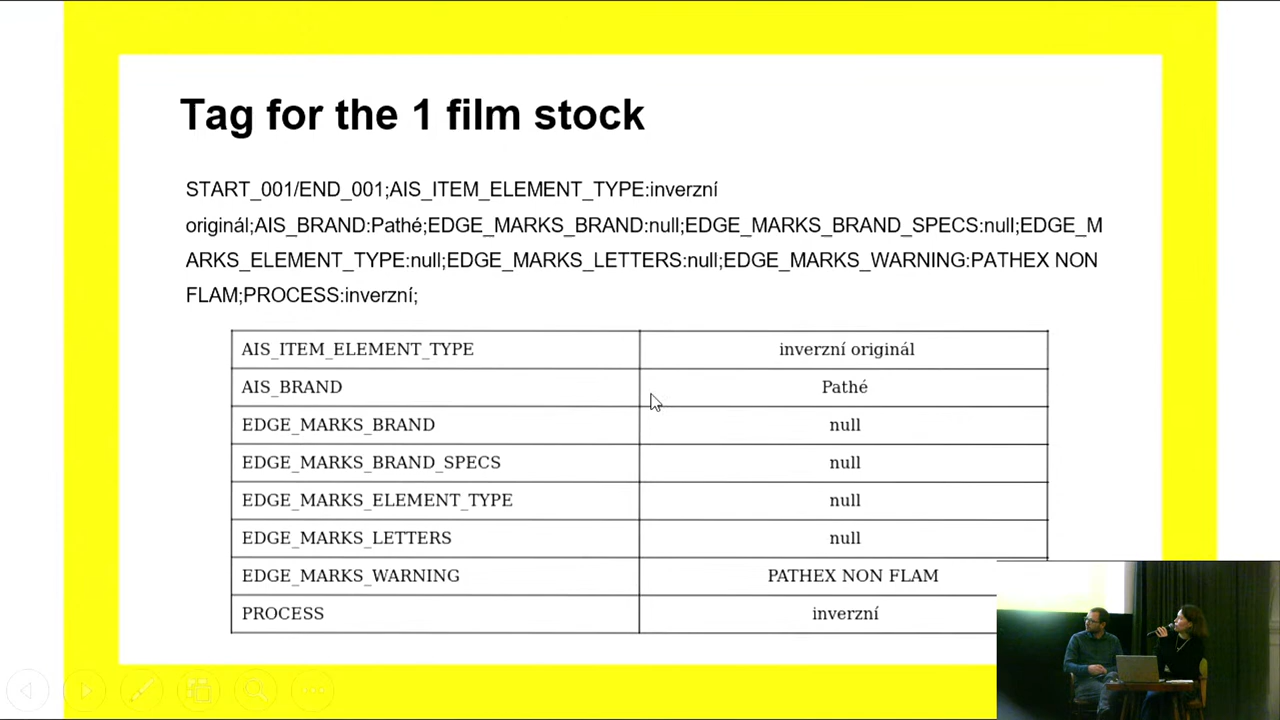 Tag for the 1 film stock
START_001/END_001;AIS_ITEM_ELEMENT_TYPE:inverzní
originál;AIS_BRAND:Pathé;EDGE_MARKS_BRAND:null;EDGE_MARKS_BRAND_SPECS:null;EDGE_M
ARKS_ELEMENT_TYPE:null;EDGE_MARKS_LETTERS:null;EDGE_MARKS_WARNING:PATHEX NON
FLAM;PROCESS:inverzní;
AIS_ITEM_ELEMENT_TYPE inverzní originál
AIS_BRAND Pathé
EDGE_MARKS_BRAND null
EDGE_MARKS_BRAND_SPECS null
EDGE_MARKS_ELEMENT_TYPE null
EDGE_MARKS_LETTERS null
EDGE_MARKS_WARNING PATHEX NON FLAM
PROCESS inverzní